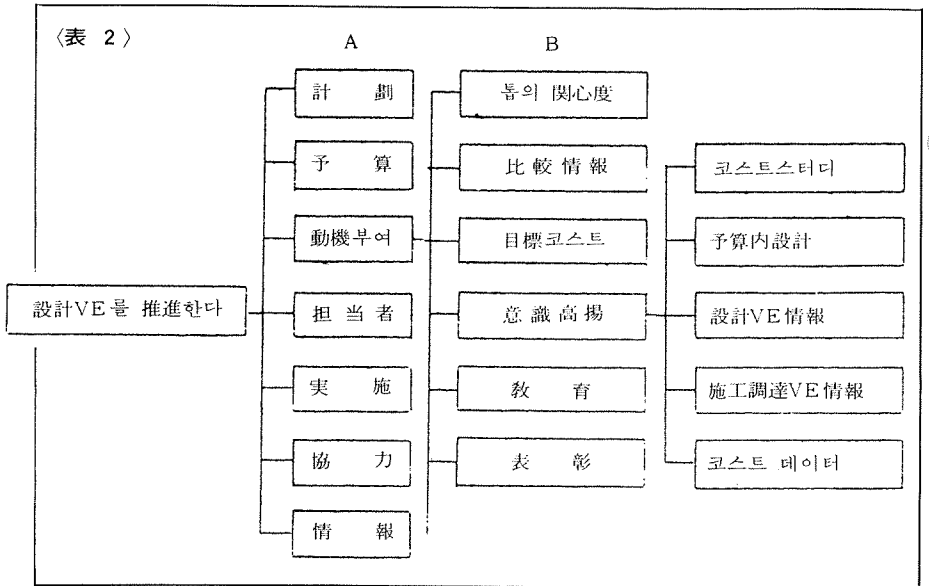 〈表 2〉
A
B
設計VE를 推進한다
計 劃
予 算
動機부여
担当者
実 施
協 力
情 報
톱의 関心度
比較情報
目標코스트
意識高揚
敎 育
表 彰
코스트스터디
予算内設計
設計VE情報
施工調達VE情報
코스트 데이터